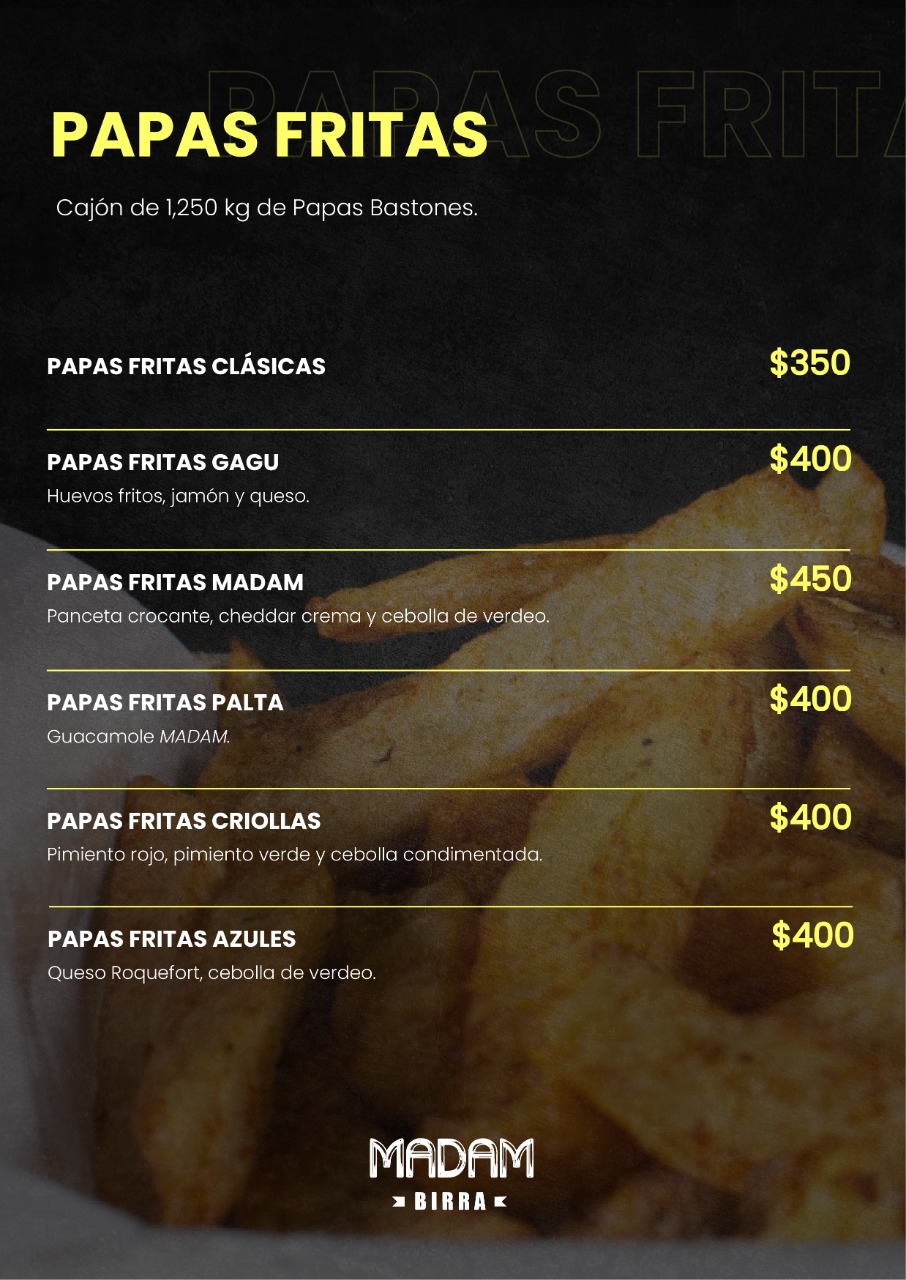 PAPAS FRITAS
PAPAS FRITA
Cajón de 1,250 kg de Papas Bastones.
PAPAS FRITAS CLÁSICAS $350
PAPAS FRITAS GAGU $400
Huevos fritos, jamón y queso.
PAPAS FRITAS MADAM $450
Panceta crocante, cheddar crema y cebolla de verdeo.
PAPAS FRITAS PALTA $400
Guacamole MADAM.
PAPAS FRITAS CRIOLLAS $400
Pimiento rojo, pimiento verde y cebolla condimentada.
PAPAS FRITAS AZULES $400
Queso Roquefort, cebolla de verdeo.
MADAM
BIRRA